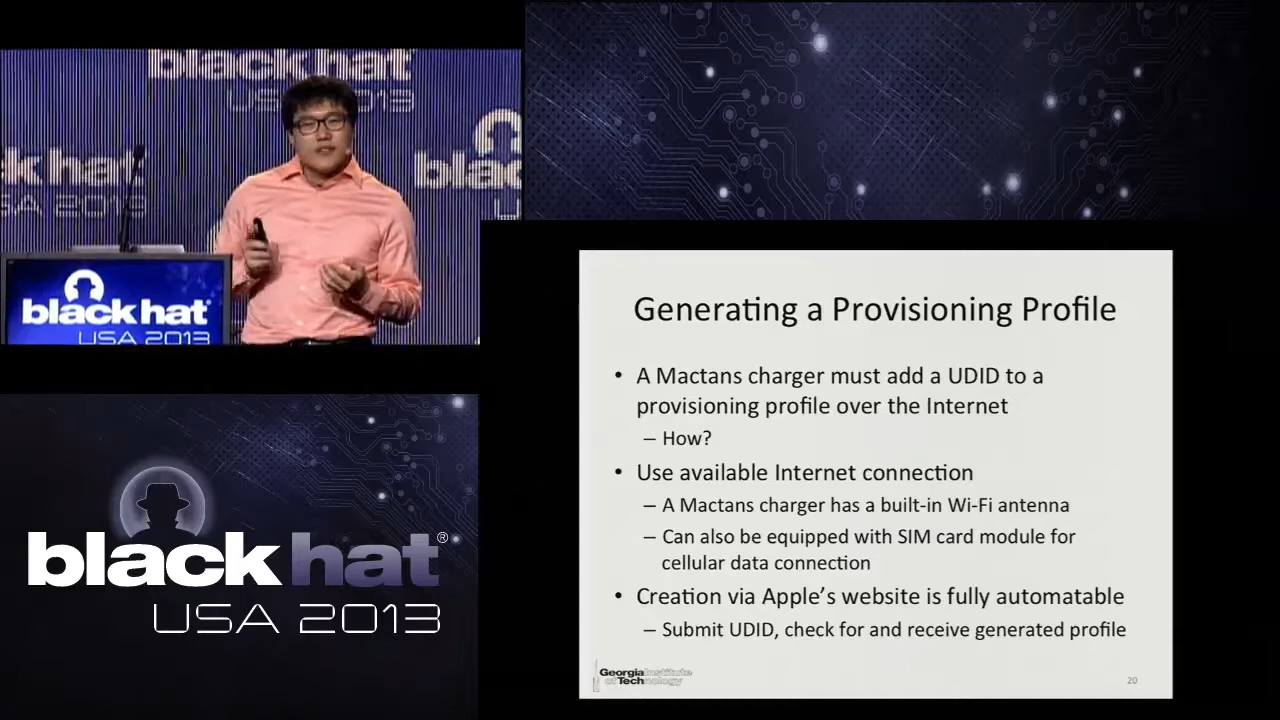 black hat
USA 2013
black hat
USA 2013
black
U
black hat
USA 2013
black hat®
USA 2013
Generating a Provisioning Profile
• A Mactans charger must add a UDID to a
provisioning profile over the Internet
– How?
• Use available Internet connection
– A Mactans charger has a built-in Wi-Fi antenna
– Can also be equipped with SIM card module for
cellular data connection
• Creation via Apple's website is fully automatable
– Submit UDID, check for and receive generated profile
Georgia Institute
of Technology
20